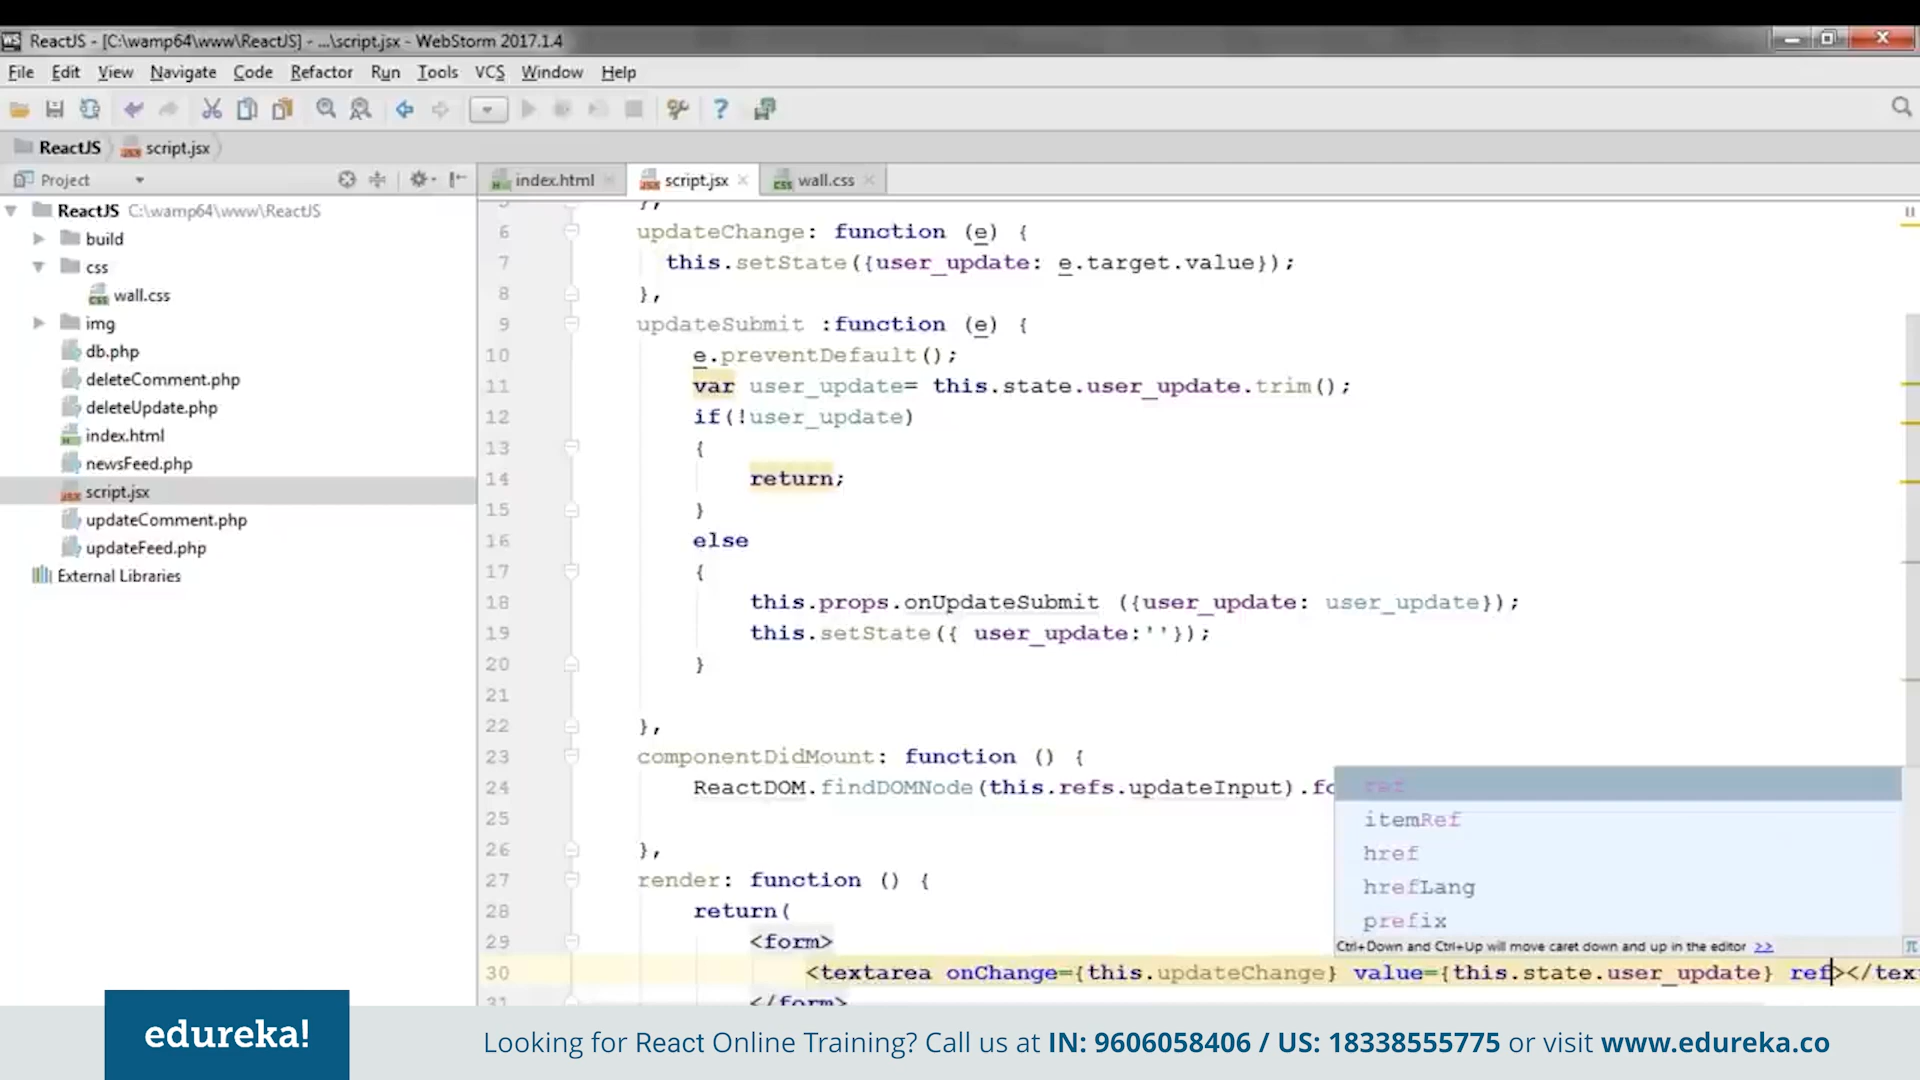 ReactJS - [C:\wamp64\www\ReactJS] - ...\script.jsx - WebStorm 2017.1.4
File Edit View Navigate Code Refactor Run Tools VCS Window Help
ReactJS script.jsx
Project
index.html script.jsx wall.css
ReactJS C:\wamp64\www\ReactJS
build
css
wall.css
img
db.php
deleteComment.php
deleteUpdate.php
index.html
newsFeed.php
script.jsx
updateComment.php
updateFeed.php
External Libraries
},
6 updateChange: function (e) {
7 this.setState({user_update: e.target.value});
8 },
9 updateSubmit :function (e) {
10 e.preventDefault();
11 var user_update= this.state.user_update.trim();
12 if(!user_update)
13 {
14 return;
15 }
16 else
17 {
18 this.props.onUpdateSubmit ({user_update: user_update});
19 this.setState({ user_update:''});
20 }
21
22 },
23 componentDidMount: function () {
24 ReactDOM.findDOMNode(this.refs.updateInput).fo
25
26 },
27 render: function () {
28 return(
29 <form>
30 <textarea onChange={this.updateChange} value={this.state.user_update} ref></tex
31 </form>
ref
itemRef
href
hrefLang
prefix
Ctrl+Down and Ctrl+Up will move caret down and up in the editor >>
edureka!
Looking for React Online Training? Call us at IN: 9606058406 / US: 18338555775 or visit www.edureka.co